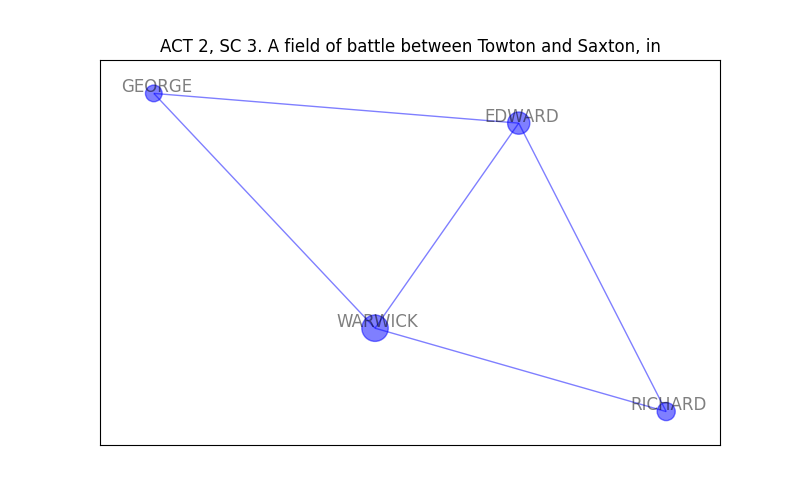 ACT 2, SC 3. A field of battle between Towton and Saxton, in
GEORGE
EDWARD
WARWICK
RICHARD